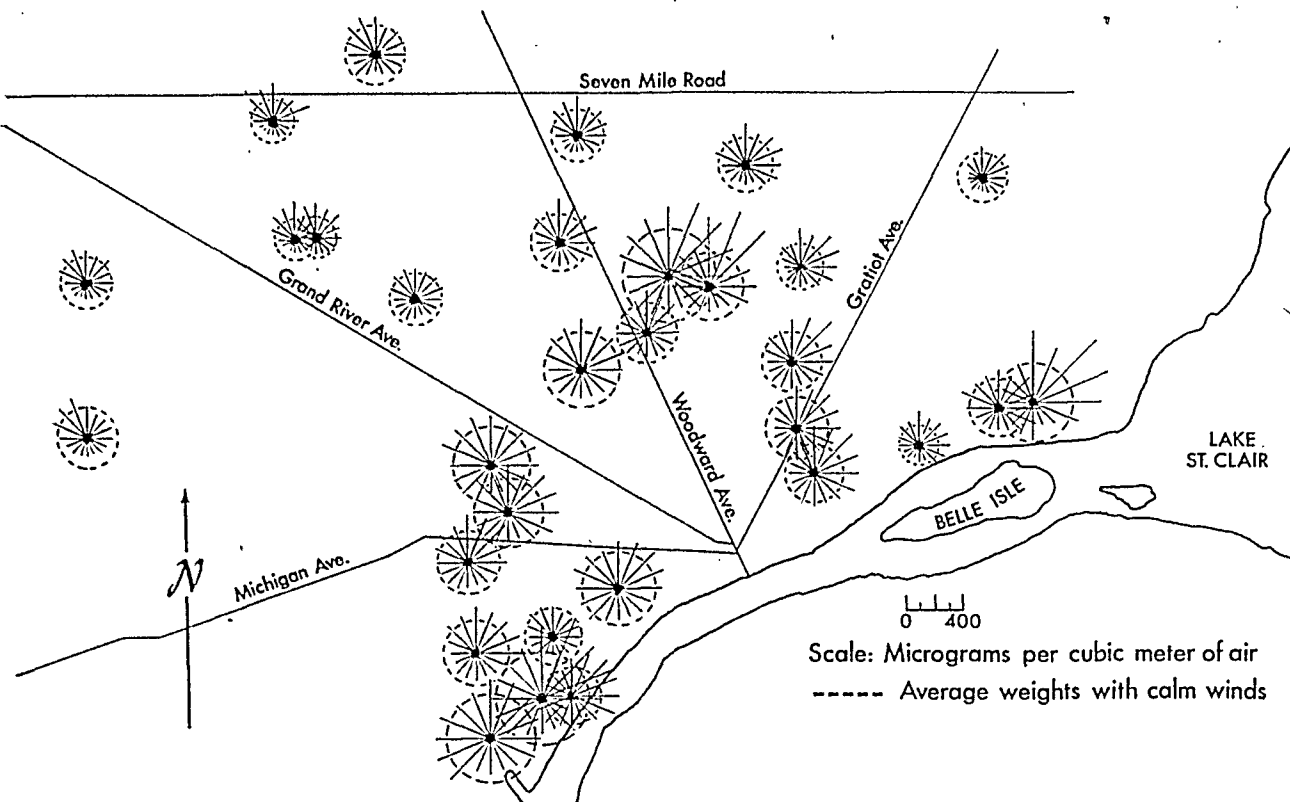 Seven Mile Road
Gratiot Ave.
Grand River Ave.
Woodward Ave.
LAKE
ST. CLAIR
BELLE ISLE
Michigan Ave.
N
0 400
Scale: Micrograms per cubic meter of air
----- Average weights with calm winds